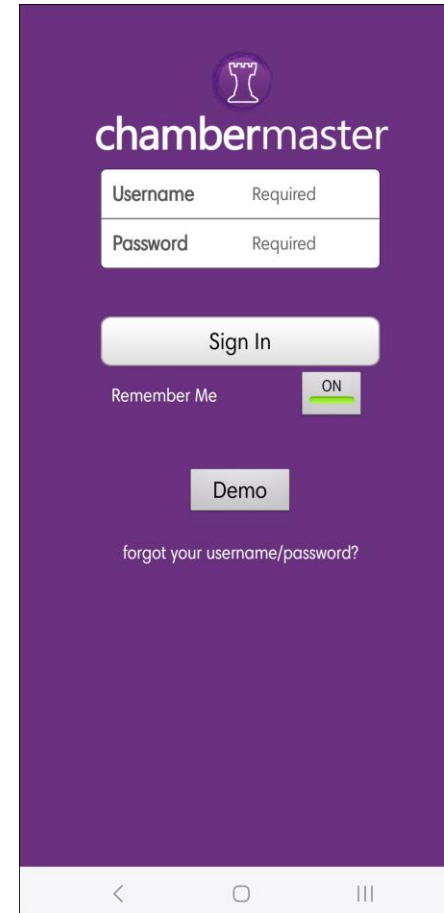 chambermaster
Username Required
Password Required
Sign In
Remember Me ON
Demo
forgot your username/password?